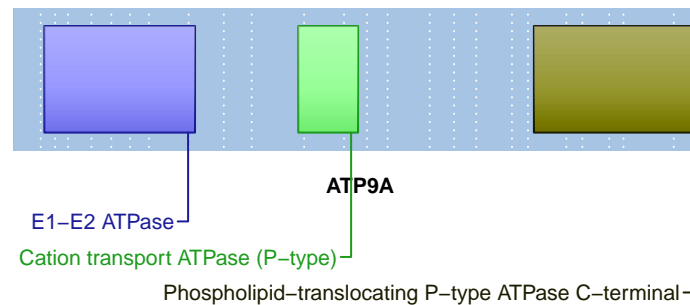 ATP9A
E1−E2 ATPase
Cation transport ATPase (P−type)
Phospholipid−translocating P−type ATPase C−terminal